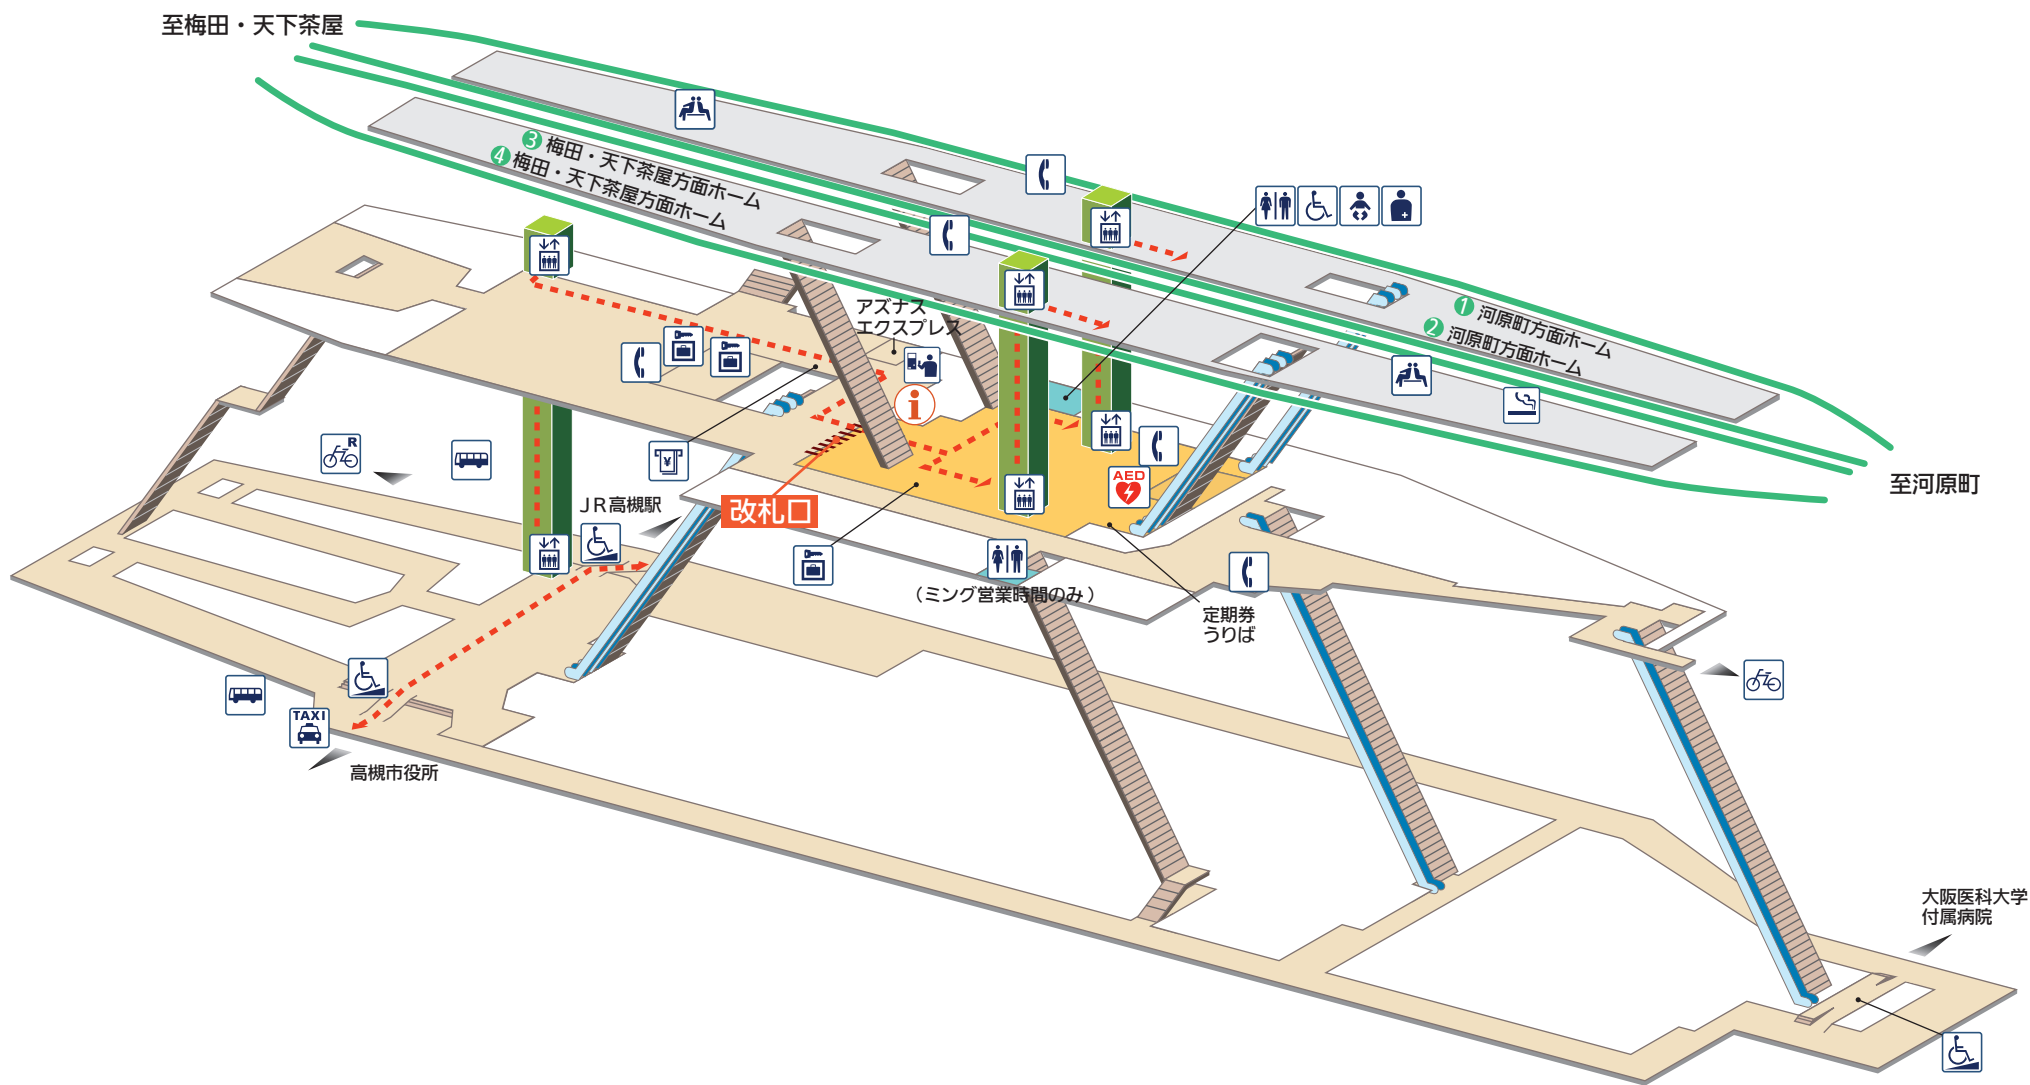 至梅田・天下茶屋
③ 梅田・天下茶屋方面ホーム
④ 梅田・天下茶屋方面ホーム
① 河原町方面ホーム
② 河原町方面ホーム
アズナス
エクスプレス
i
¥
R
至河原町
AED
ＪＲ高槻駅
改札口
（ミング営業時間のみ）
定期券
うりば
TAXI
高槻市役所
大阪医科大学
付属病院